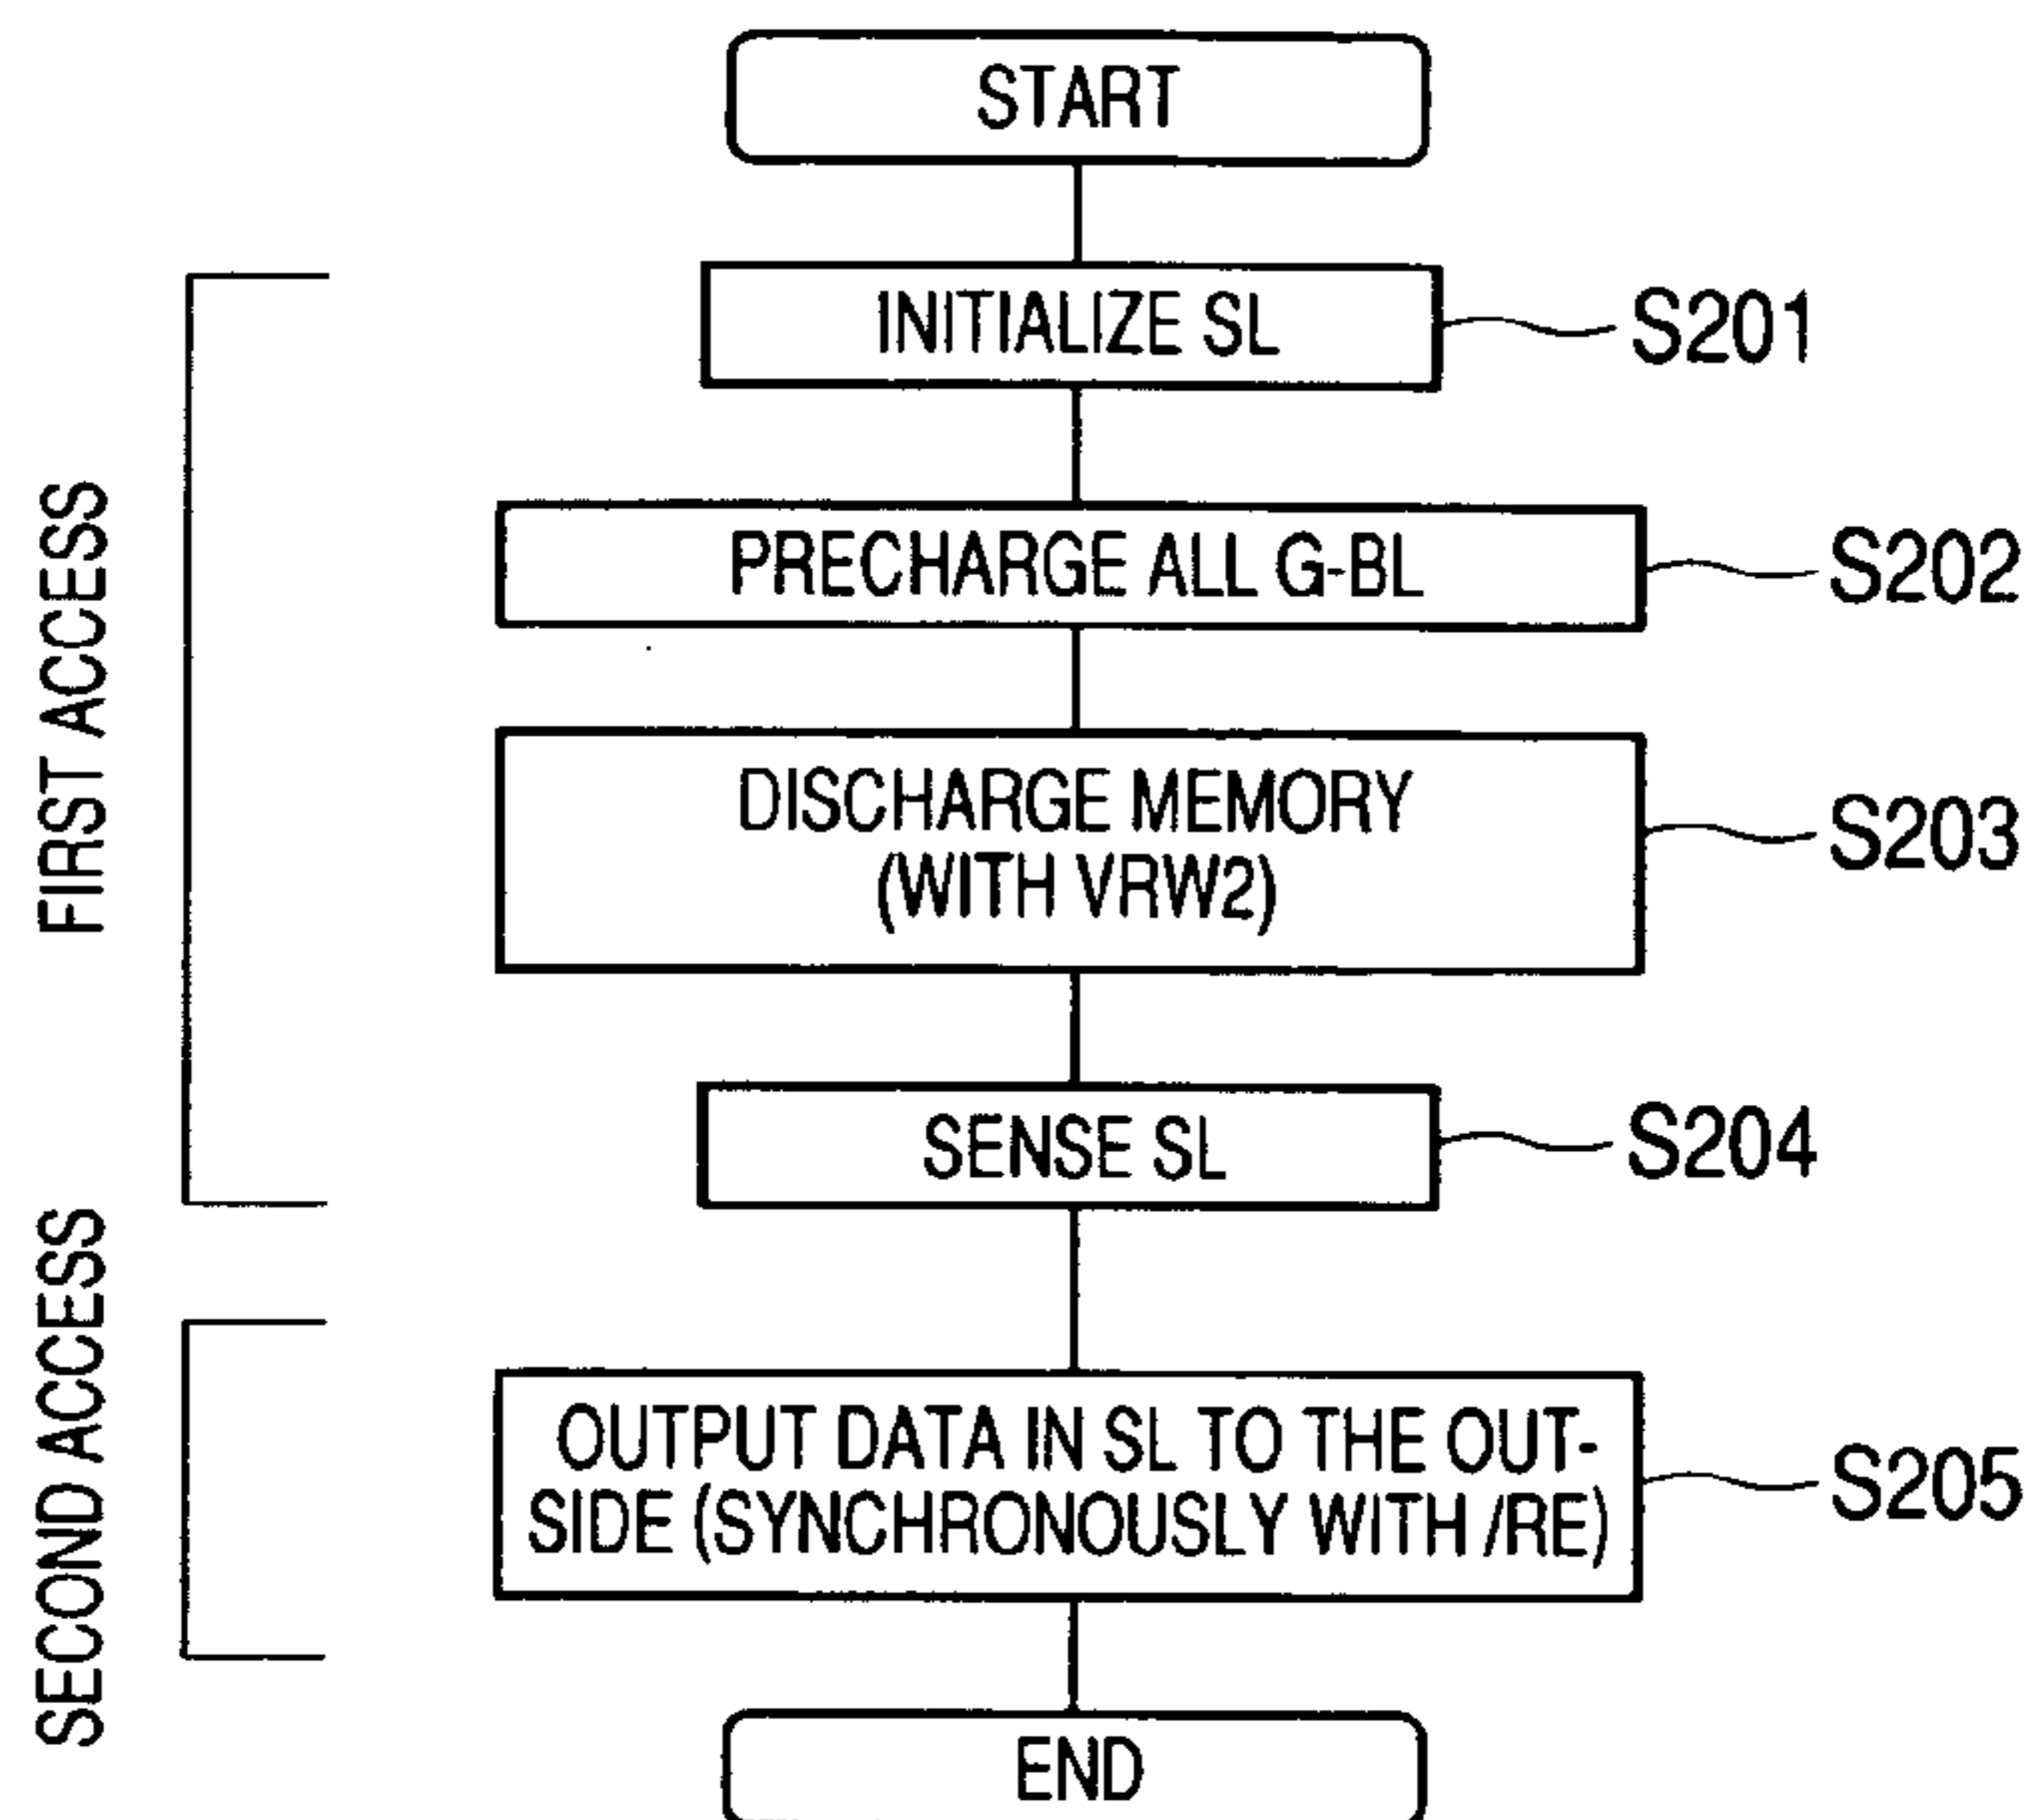 START
INITIALIZE SL
S201
PRECHARGE ALL G-BL
S202
FIRST ACCESS
DISCHARGE MEMORY
(WITH VRW2)
S203
SENSE SL
S204
SECOND ACCESS
OUTPUT DATA IN SL TO THE OUT-
SIDE (SYNCHRONOUSLY WITH /RE)
S205
END